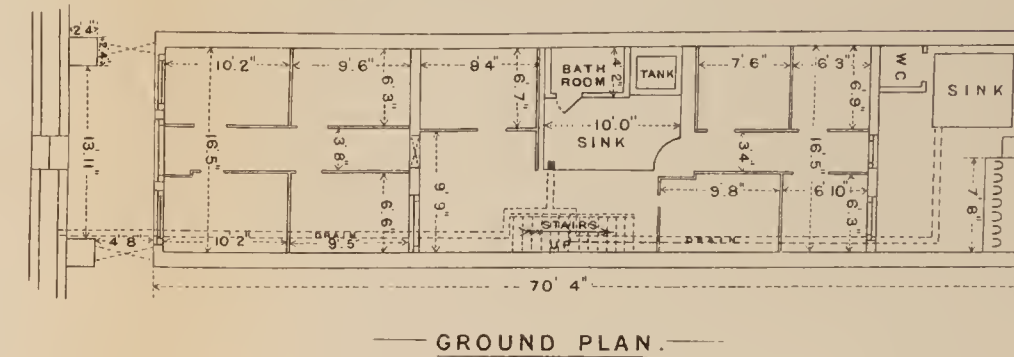 2'4"
2'4"
13'.11"
4'8"
10'.2"
9'.6"
6'3"
16'.5"
3'8"
10'.2"
DRAIN
9'.5
6'.6"
8'4"
6'.7"
9'.9"
BATH
ROOM
4'.2"
TANK
10'.0"
SINK
STAIRS
UP
7'.6"
6'.3"
6'.9"
3'.4"
16'.5"
9'.8"
6'.10"
6'.3"
DRAIN
WC
SINK
7'.8"
70' 4"
GROUND PLAN.